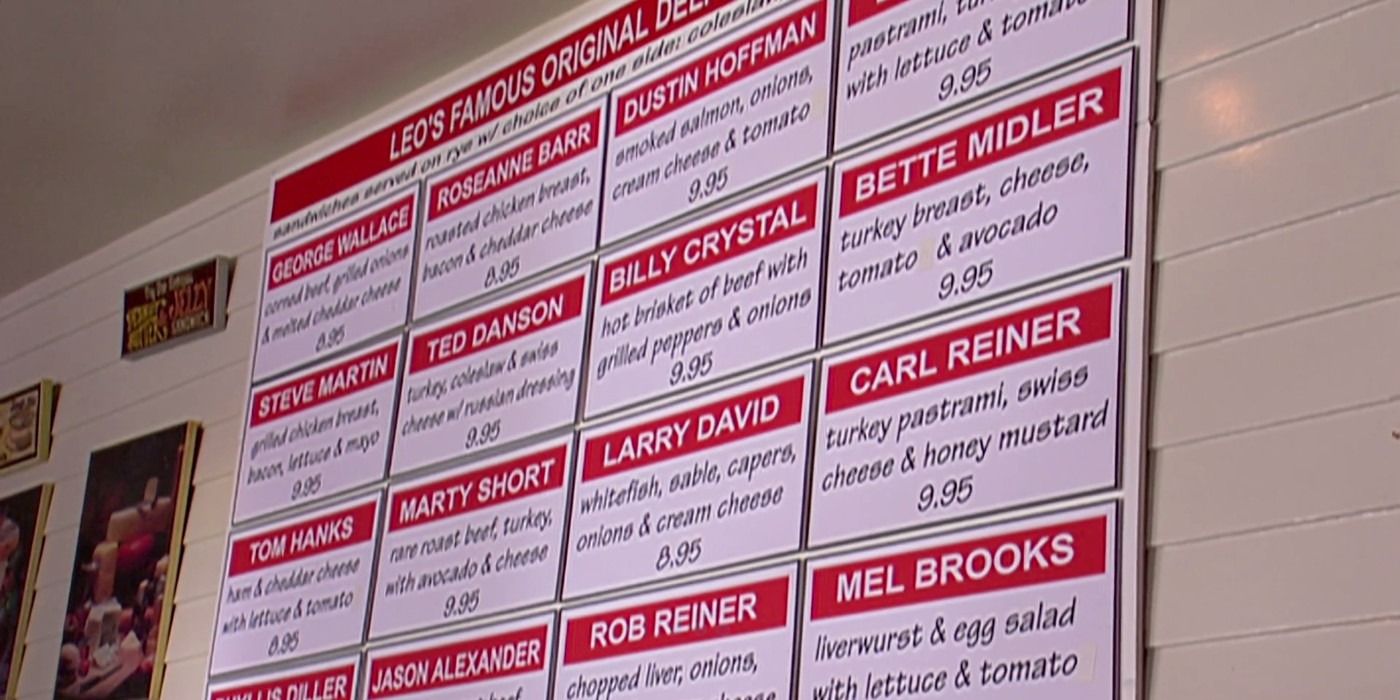 LEO'S FAMOUS ORIGINAL
sandwiches served on rye w/ choice of one side:
GEORGE WALLACE
corned beef, grilled onions
& melted cheddar cheese
8.95
ROSEANNE BARR
roasted chicken breast,
bacon & cheddar cheese
8.95
DUSTIN HOFFMAN
smoked salmon, onions,
cream cheese & tomato
9.95
pastrami,
with lettuce & tomato
9.95
STEVE MARTIN
grilled chicken breast,
bacon, lettuce & mayo
9.95
TED DANSON
turkey, coleslaw & swiss
cheese w/ russian dressing
9.95
BILLY CRYSTAL
hot brisket of beef with
grilled peppers & onions
9.95
BETTE MIDLER
turkey breast, cheese,
tomato & avocado
9.95
TOM HANKS
ham & cheddar cheese
with lettuce & tomato
8.95
MARTY SHORT
rare roast beef, turkey,
with avocado & cheese
9.95
LARRY DAVID
whitefish, sable, capers,
onions & cream cheese
8.95
CARL REINER
turkey pastrami, swiss
cheese & honey mustard
9.95
PHYLLIS DILLER
JASON ALEXANDER
ROB REINER
chopped liver, onions,
MEL BROOKS
liverwurst & egg salad
with lettuce & tomato
JELLY
SANDWICH